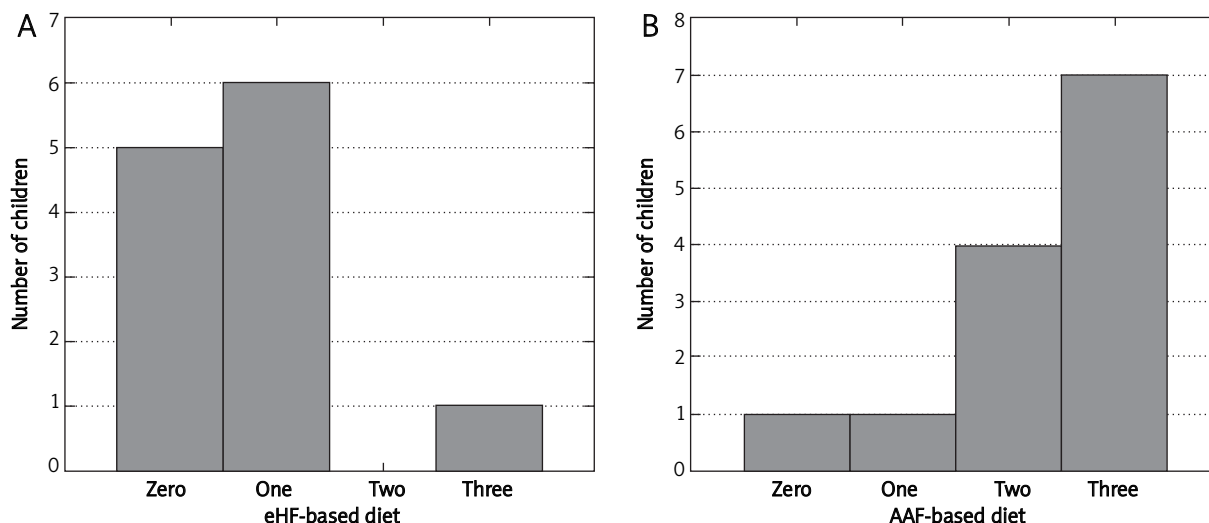 A
Number of children
7
6
5
4
3
2
1
0
Zero One Two Three
eHF-based diet
B
Number of children
8
7
6
5
4
3
2
1
0
Zero One Two Three
AAF-based diet